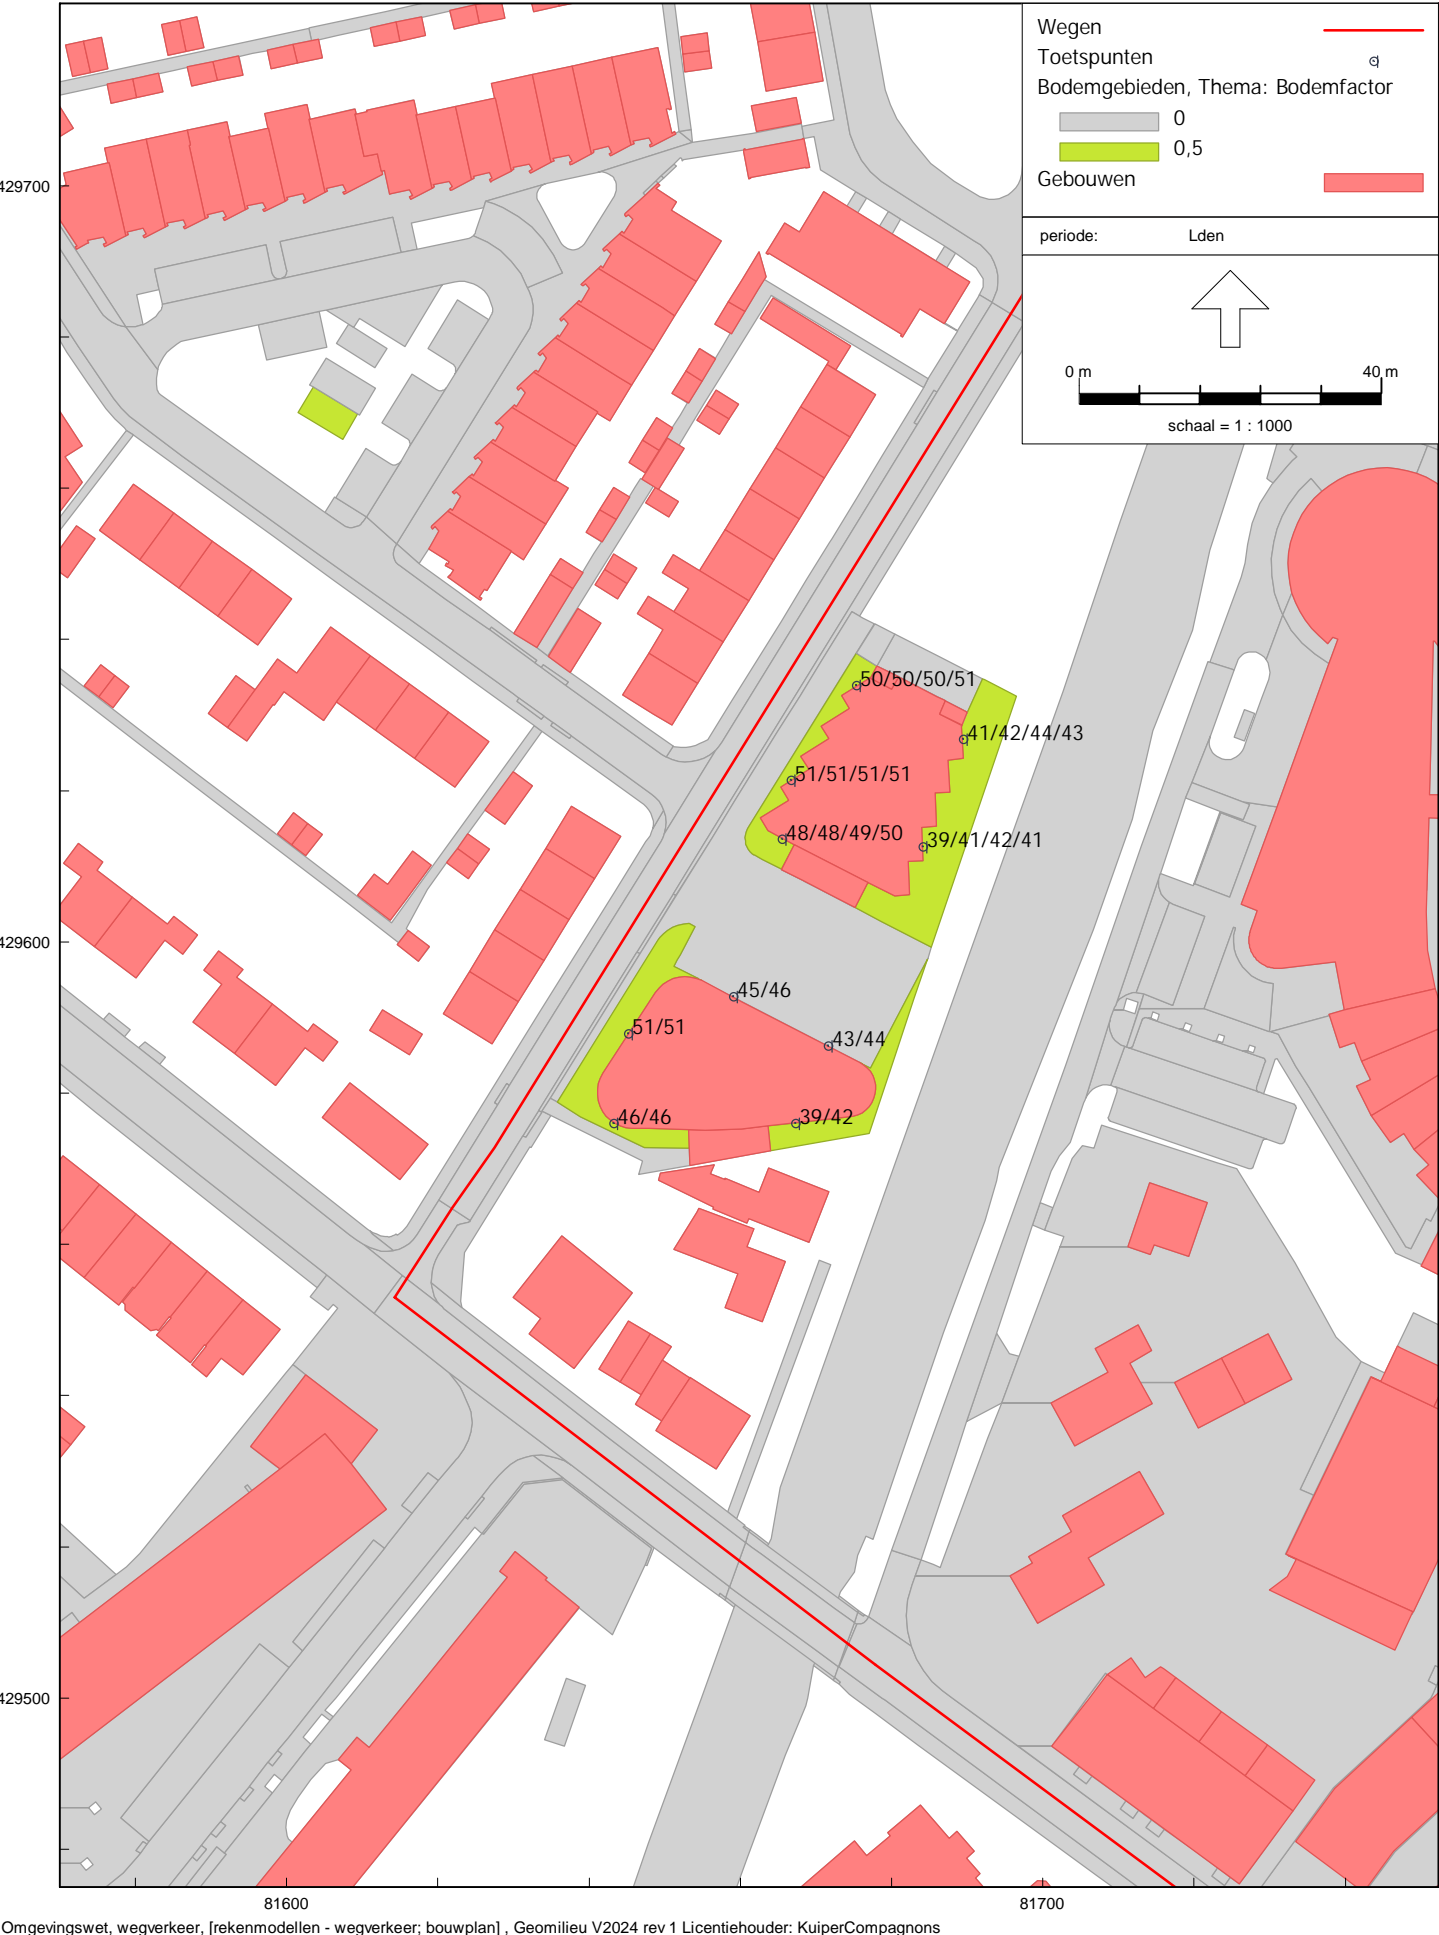 Wegen
Toetspunten
Bodemgebieden, Thema: Bodemfactor
0
0,5
Gebouwen
periode: Lden
0 m 40 m
schaal = 1 : 1000
429700
50/50/50/51
41/42/44/43
51/51/51/51
48/48/49/50
39/41/42/41
429600
45/46
51/51
43/44
46/46
39/42
429500
81600 81700
Omgevingswet, wegverkeer, [rekenmodellen - wegverkeer; bouwplan] , Geomilieu V2024 rev 1 Licentiehouder: KuiperCompagnons